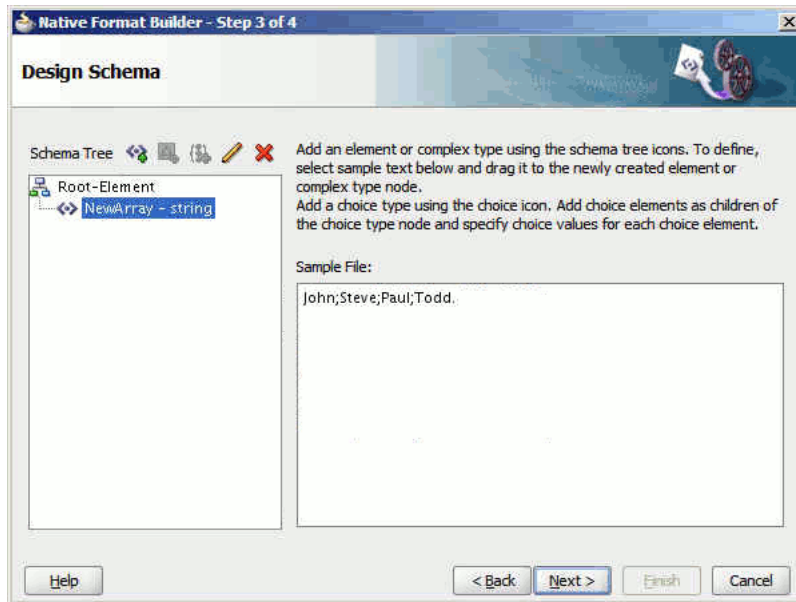 Native Format Builder - Step 3 of 4
Design Schema
Schema Tree
Root-Element
NewArray - string
Add an element or complex type using the schema tree icons. To define,
select sample text below and drag it to the newly created element or
complex type node.
Add a choice type using the choice icon. Add choice elements as children of
the choice type node and specify choice values for each choice element.
Sample File:
John;Steve;Paul;Todd.
Help
< Back
Next >
Finish
Cancel